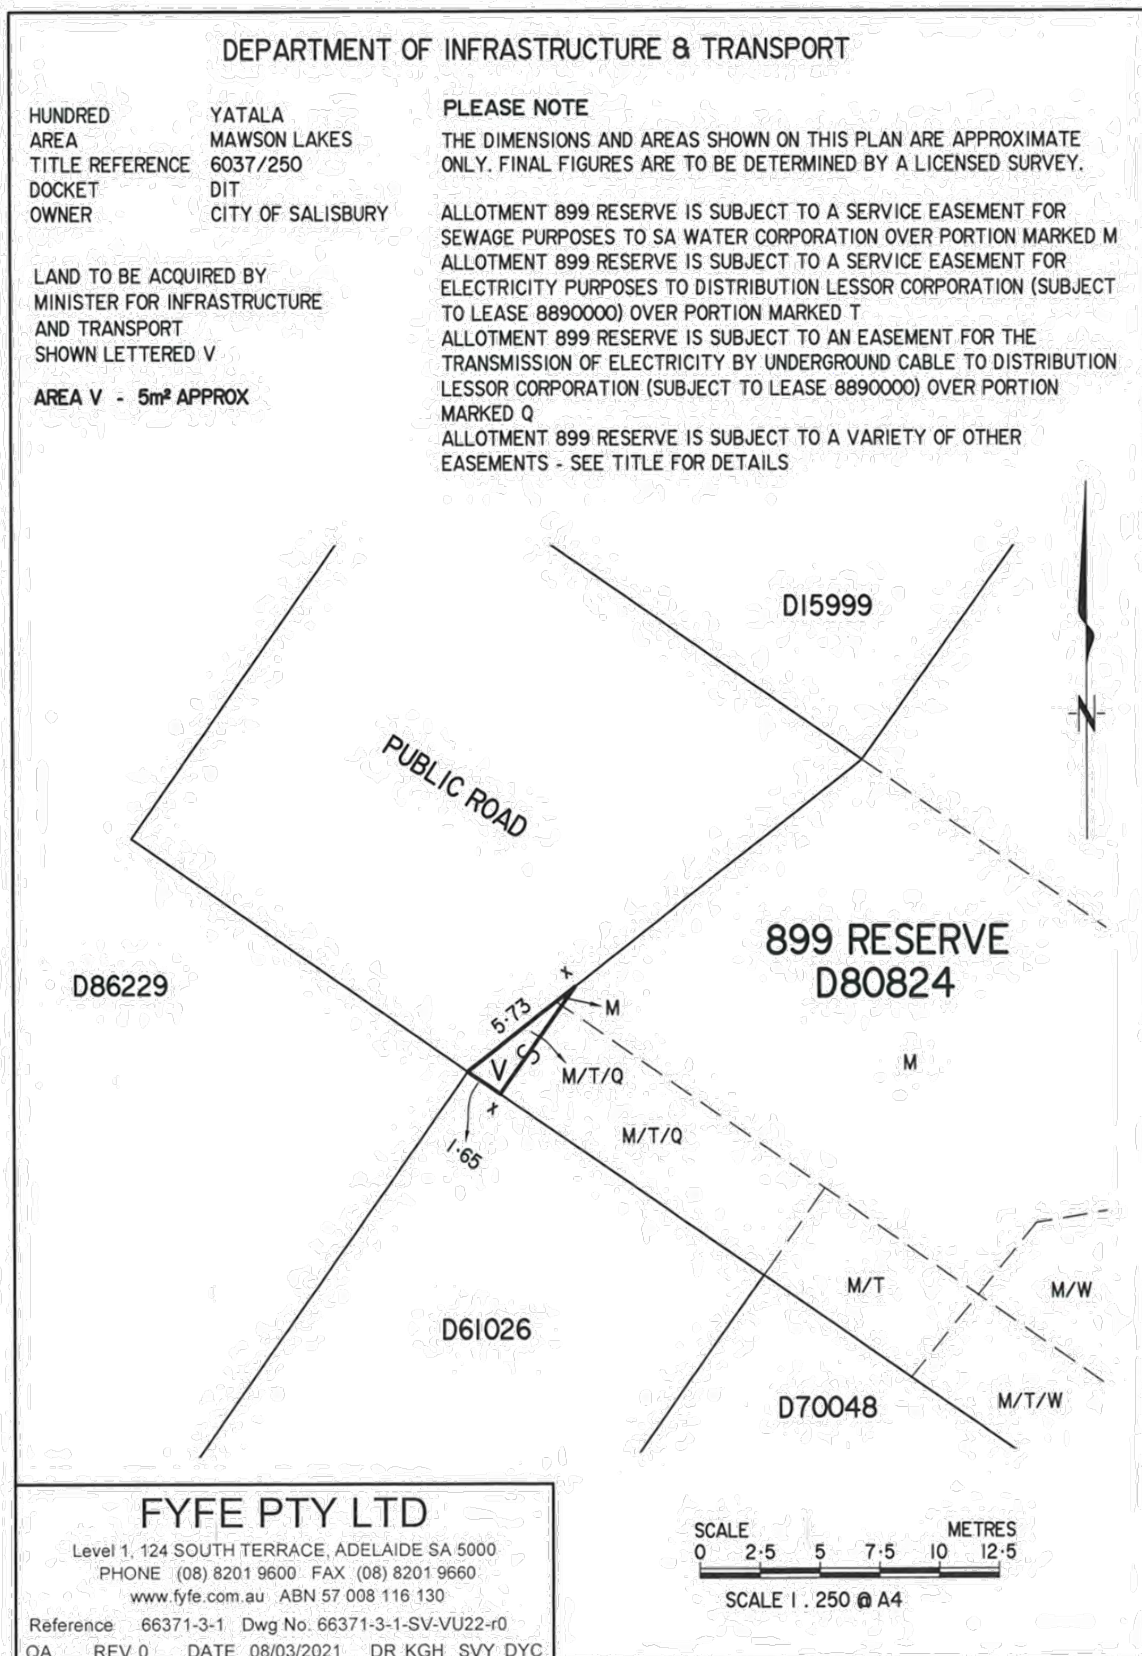 DEPARTMENT OF INFRASTRUCTURE & TRANSPORT
HUNDRED YATALA
AREA MAWSON LAKES
TITLE REFERENCE 6037/250
DOCKET DIT
OWNER CITY OF SALISBURY
LAND TO BE ACQUIRED BY
MINISTER FOR INFRASTRUCTURE
AND TRANSPORT
SHOWN LETTERED V
AREA V - 5m² APPROX
PLEASE NOTE
THE DIMENSIONS AND AREAS SHOWN ON THIS PLAN ARE APPROXIMATE
ONLY. FINAL FIGURES ARE TO BE DETERMINED BY A LICENSED SURVEY.
ALLOTMENT 899 RESERVE IS SUBJECT TO A SERVICE EASEMENT FOR
SEWAGE PURPOSES TO SA WATER CORPORATION OVER PORTION MARKED M
ALLOTMENT 899 RESERVE IS SUBJECT TO A SERVICE EASEMENT FOR
ELECTRICITY PURPOSES TO DISTRIBUTION LESSOR CORPORATION (SUBJECT
TO LEASE 8890000) OVER PORTION MARKED T
ALLOTMENT 899 RESERVE IS SUBJECT TO AN EASEMENT FOR THE
TRANSMISSION OF ELECTRICITY BY UNDERGROUND CABLE TO DISTRIBUTION
LESSOR CORPORATION (SUBJECT TO LEASE 8890000) OVER PORTION
MARKED Q
ALLOTMENT 899 RESERVE IS SUBJECT TO A VARIETY OF OTHER
EASEMENTS - SEE TITLE FOR DETAILS
D15999
N
PUBLIC ROAD
899 RESERVE
D80824
D86229
x
5·73
M
V
M/T/Q
M
x
M/T/Q
1·65
M/T
M/W
D61026
D70048
M/T/W
FYFE PTY LTD
Level 1, 124 SOUTH TERRACE, ADELAIDE SA 5000
PHONE (08) 8201 9600 FAX (08) 8201 9660
www.fyfe.com.au ABN 57 008 116 130
Reference 66371-3-1 Dwg No. 66371-3-1-SV-VU22-r0
QA REV 0 DATE 08/03/2021 DR KGH SVY DYC
SCALE METRES
0 2·5 5 7·5 10 12·5
SCALE 1 . 250 @ A4